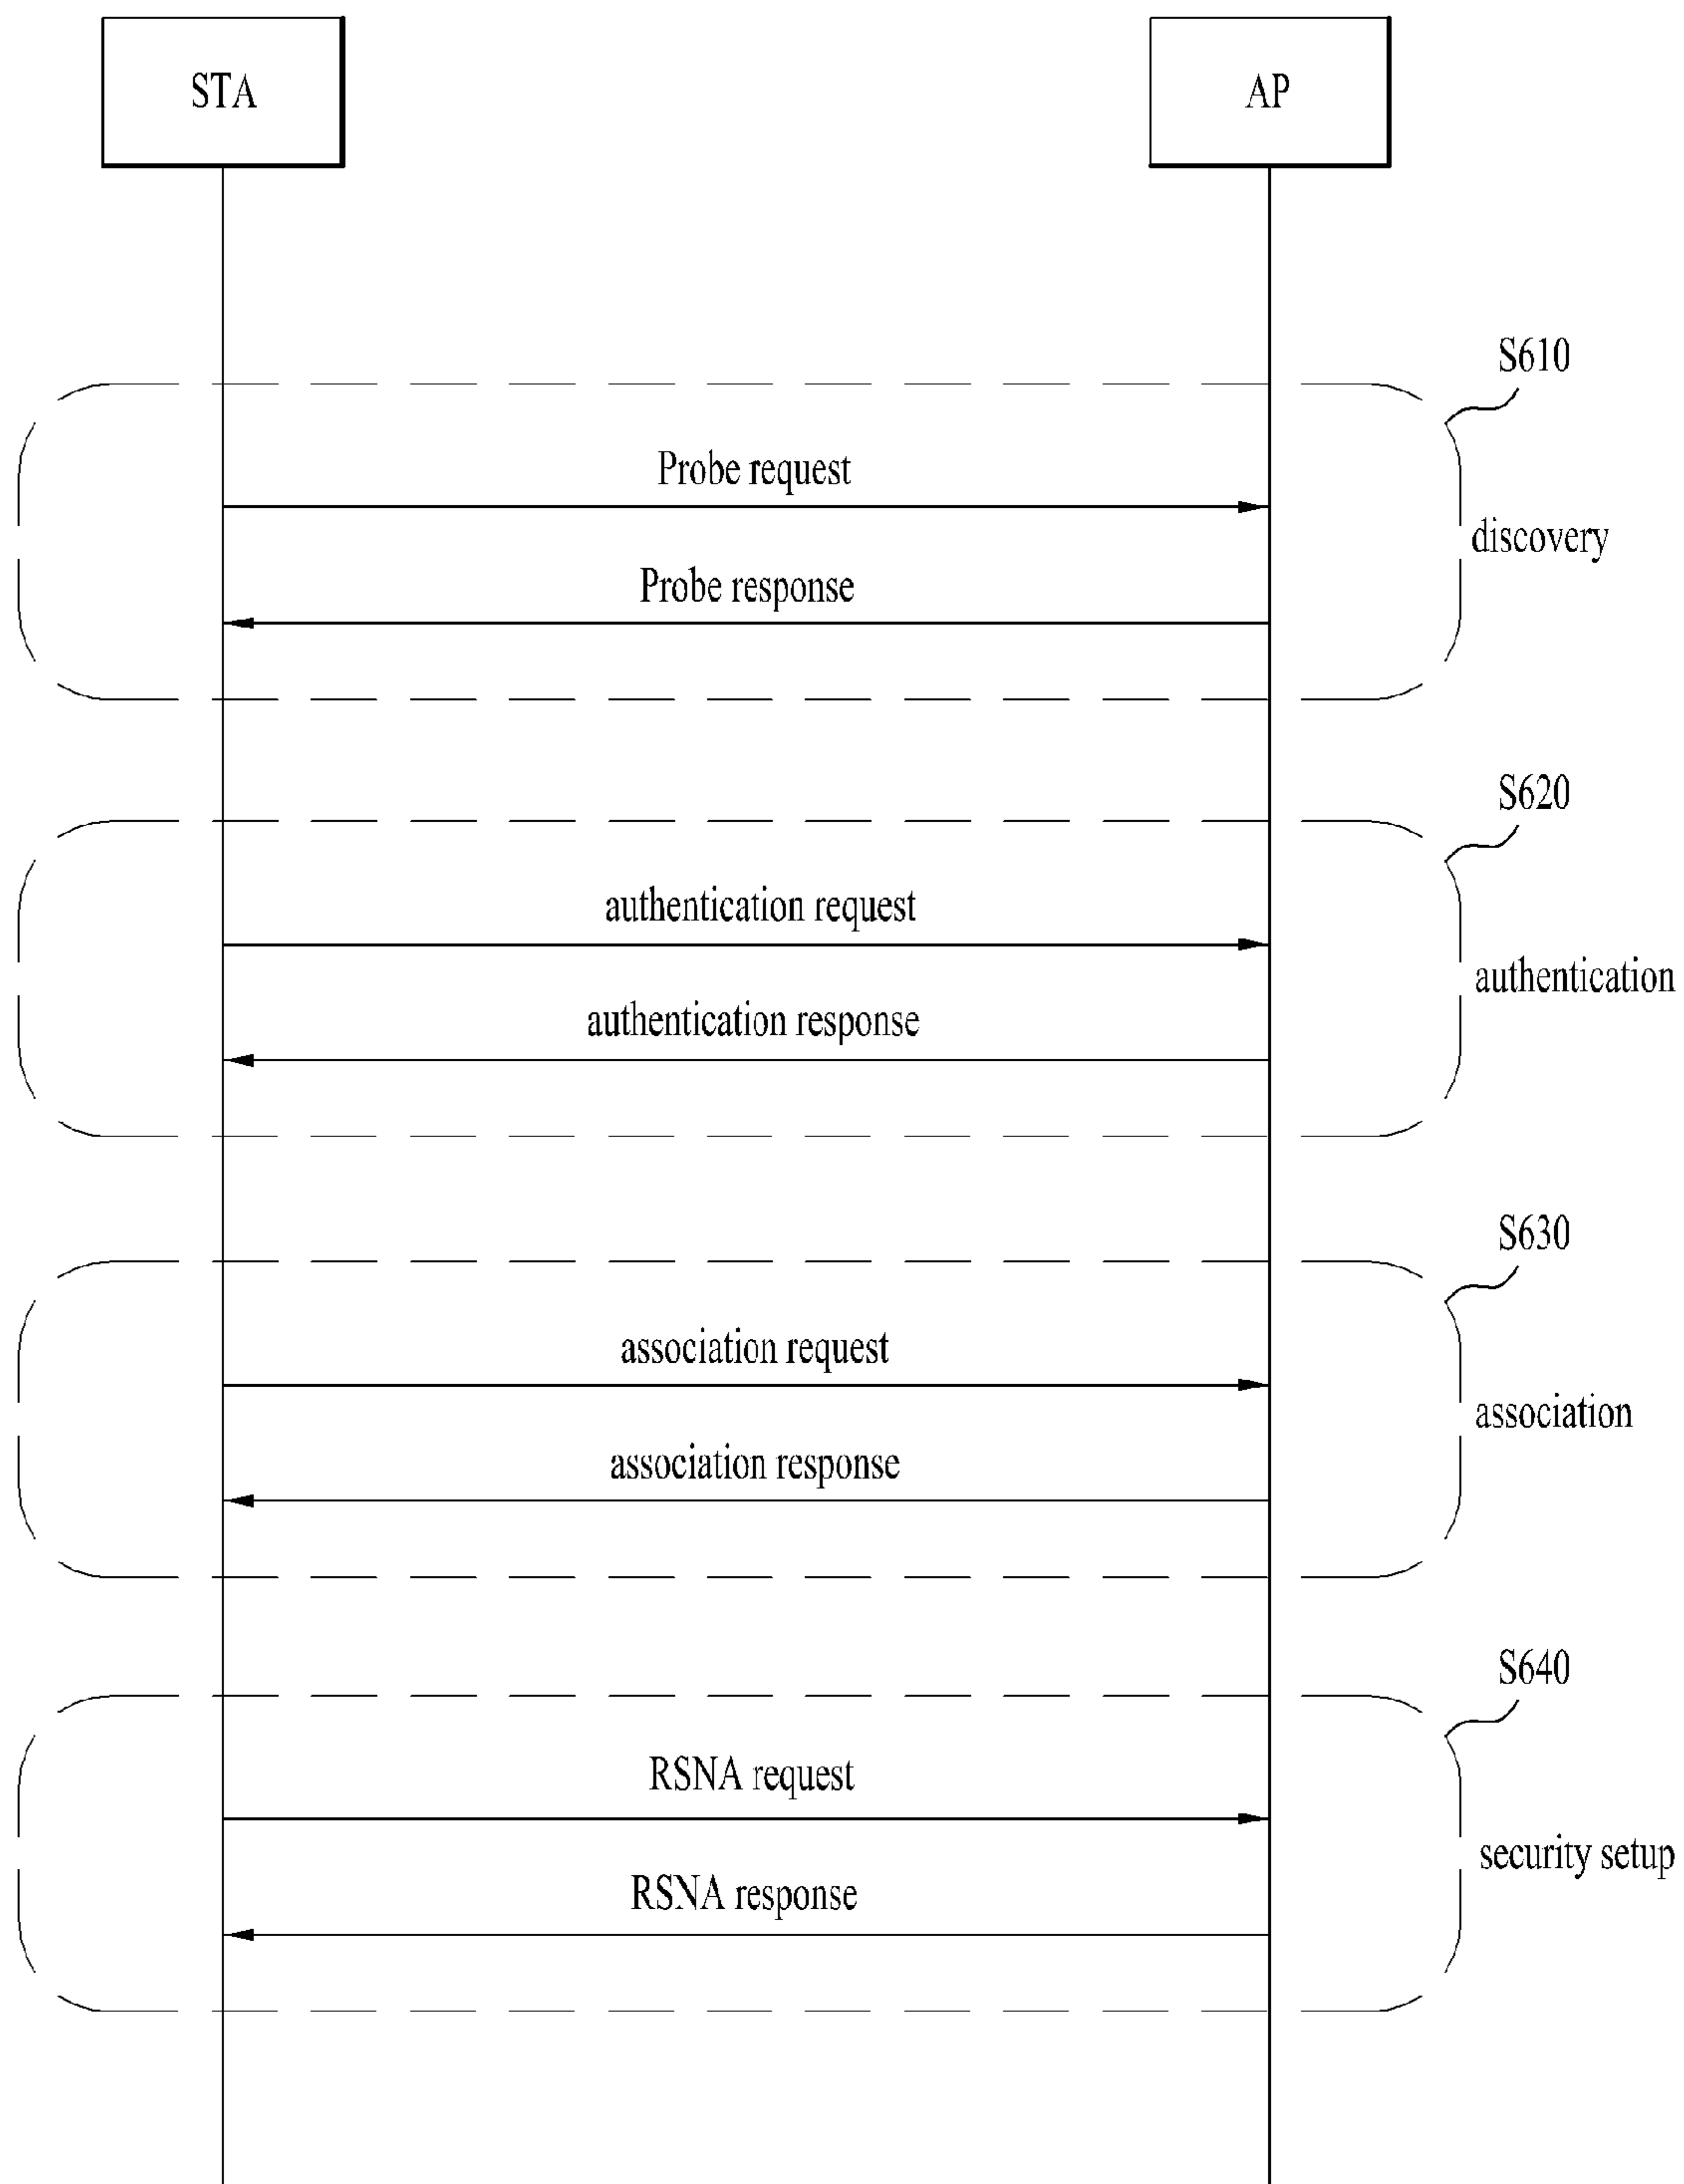 STA
AP
S610
Probe request
discovery
Probe response
S620
authentication request
authentication
authentication response
S630
association request
association
association response
S640
RSNA request
security setup
RSNA response